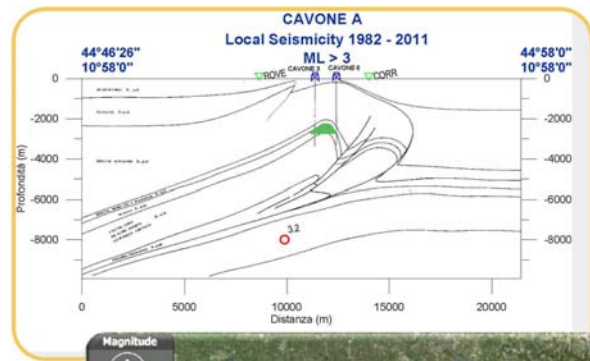 CAVONE A
Local Seismicity 1982 - 2011
ML > 3
44°46'26"
10°58'0"
44°58'0"
10°58'0"
ROVE
CAVONE 3
CAVONE 6
CORR
0
-2000
-4000
-6000
-8000
0
-2000
-4000
-6000
-8000
Profondità (m)
3.2
0
5000
10000
15000
20000
Distanza (m)
Magnitude